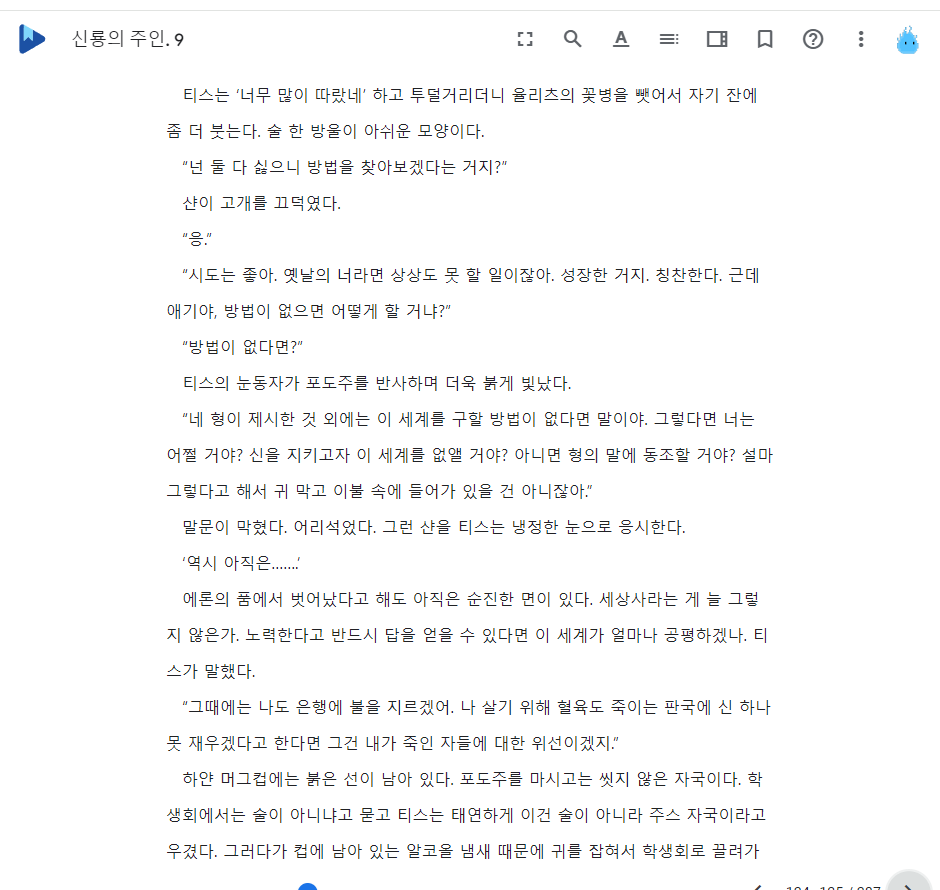 신룡의 주인. 9
티스는 ‘너무 많이 따랐네’ 하고 투덜거리더니 율리츠의 꽃병을 뺏어서 자기 잔에
좀 더 붓는다. 술 한 방울이 아쉬운 모양이다.
“넌 둘 다 싫으니 방법을 찾아보겠다는 거지?”
샨이 고개를 끄덕였다.
“응.”
“시도는 좋아. 옛날의 너라면 상상도 못 할 일이잖아. 성장한 거지. 칭찬한다. 근데
애기야, 방법이 없으면 어떻게 할 거냐?”
“방법이 없다면?”
티스의 눈동자가 포도주를 반사하며 더욱 붉게 빛났다.
“네 형이 제시한 것 외에는 이 세계를 구할 방법이 없다면 말이야. 그렇다면 너는
어쩔 거야? 신을 지키고자 이 세계를 없앨 거야? 아니면 형의 말에 동조할 거야? 설마
그렇다고 해서 귀 막고 이불 속에 들어가 있을 건 아니잖아.”
말문이 막혔다. 어리석었다. 그런 샨을 티스는 냉정한 눈으로 응시한다.
‘역시 아직은…….’
에론의 품에서 벗어났다고 해도 아직은 순진한 면이 있다. 세상사라는 게 늘 그렇
지 않은가. 노력한다고 반드시 답을 얻을 수 있다면 이 세계가 얼마나 공평하겠나. 티
스가 말했다.
“그때에는 나도 은행에 불을 지르겠어. 나 살기 위해 혈육도 죽이는 판국에 신 하나
못 재우겠다고 한다면 그건 내가 죽인 자들에 대한 위선이겠지.”
하얀 머그컵에는 붉은 선이 남아 있다. 포도주를 마시고는 씻지 않은 자국이다. 학
생회에서는 술이 아니냐고 묻고 티스는 태연하게 이건 술이 아니라 주스 자국이라고
우겼다. 그러다가 컵에 남아 있는 알코올 냄새 때문에 귀를 잡혀서 학생회로 끌려가